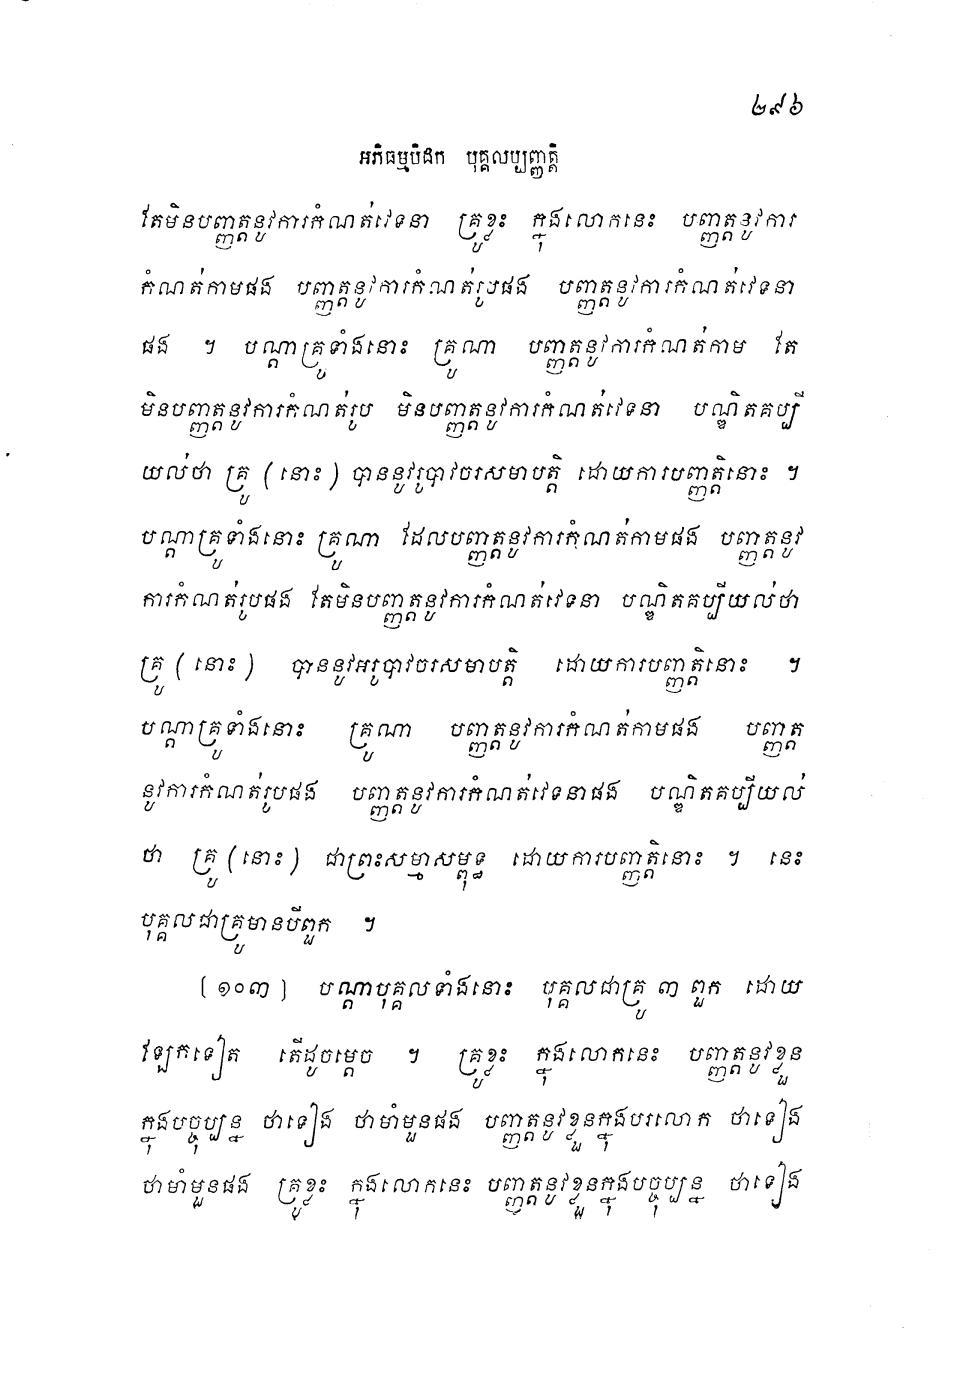 ២៩៦
អភិធម្មបិដក បុគ្គលប្បញ្ញត្តិ
តែមិនបញ្ញត្តនូវការកំណត់វេទនា គ្រូខ្លះ ក្នុងលោកនេះ បញ្ញត្តនូវការ
កំណត់កាមផង បញ្ញត្តនូវការកំណត់រូបផង បញ្ញត្តនូវការកំណត់វេទនា
ផង ។ បណ្តាគ្រូទាំងនោះ គ្រូណា បញ្ញត្តនូវការកំណត់កាម តែ
មិនបញ្ញត្តនូវការកំណត់រូប មិនបញ្ញត្តនូវការកំណត់វេទនា បណ្ឌិតគប្បី
យល់ថា គ្រូ (នោះ) បាននូវរូបាវចរសមាបត្តិ ដោយការបញ្ញត្តិនោះ ។
បណ្តាគ្រូទាំងនោះ គ្រូណា ដែលបញ្ញត្តនូវការកំណត់កាមផង បញ្ញត្តនូវ
ការកំណត់រូបផង តែមិនបញ្ញត្តនូវការកំណត់វេទនា បណ្ឌិតគប្បីយល់ថា
គ្រូ (នោះ) បាននូវអរូបាវចរសមាបត្តិ ដោយការបញ្ញត្តិនោះ ។
បណ្តាគ្រូទាំងនោះ គ្រូណា បញ្ញត្តនូវការកំណត់កាមផង បញ្ញត្ត
នូវការកំណត់រូបផង បញ្ញត្តនូវការកំណត់វេទនាផង បណ្ឌិតគប្បីយល់
ថា គ្រូ (នោះ) ជាព្រះសម្មាសម្ពុទ្ធ ដោយការបញ្ញត្តិនោះ ។ នេះ
បុគ្គលជាគ្រូមានបីពួក ។
(១០៣) បណ្តាបុគ្គលទាំងនោះ បុគ្គលជាគ្រូ ៣ ពួក ដោយ
ឡែកទៀត តើដូចម្តេច ។ គ្រូខ្លះ ក្នុងលោកនេះ បញ្ញត្តនូវខ្លួន
ក្នុងបច្ចុប្បន្ន ថាទៀង ថាមាំមួនផង បញ្ញត្តនូវខ្លួនក្នុងបរលោក ថាទៀង
ថាមាំមួនផង គ្រូខ្លះ ក្នុងលោកនេះ បញ្ញត្តនូវខ្លួនក្នុងបច្ចុប្បន្ន ថាទៀង